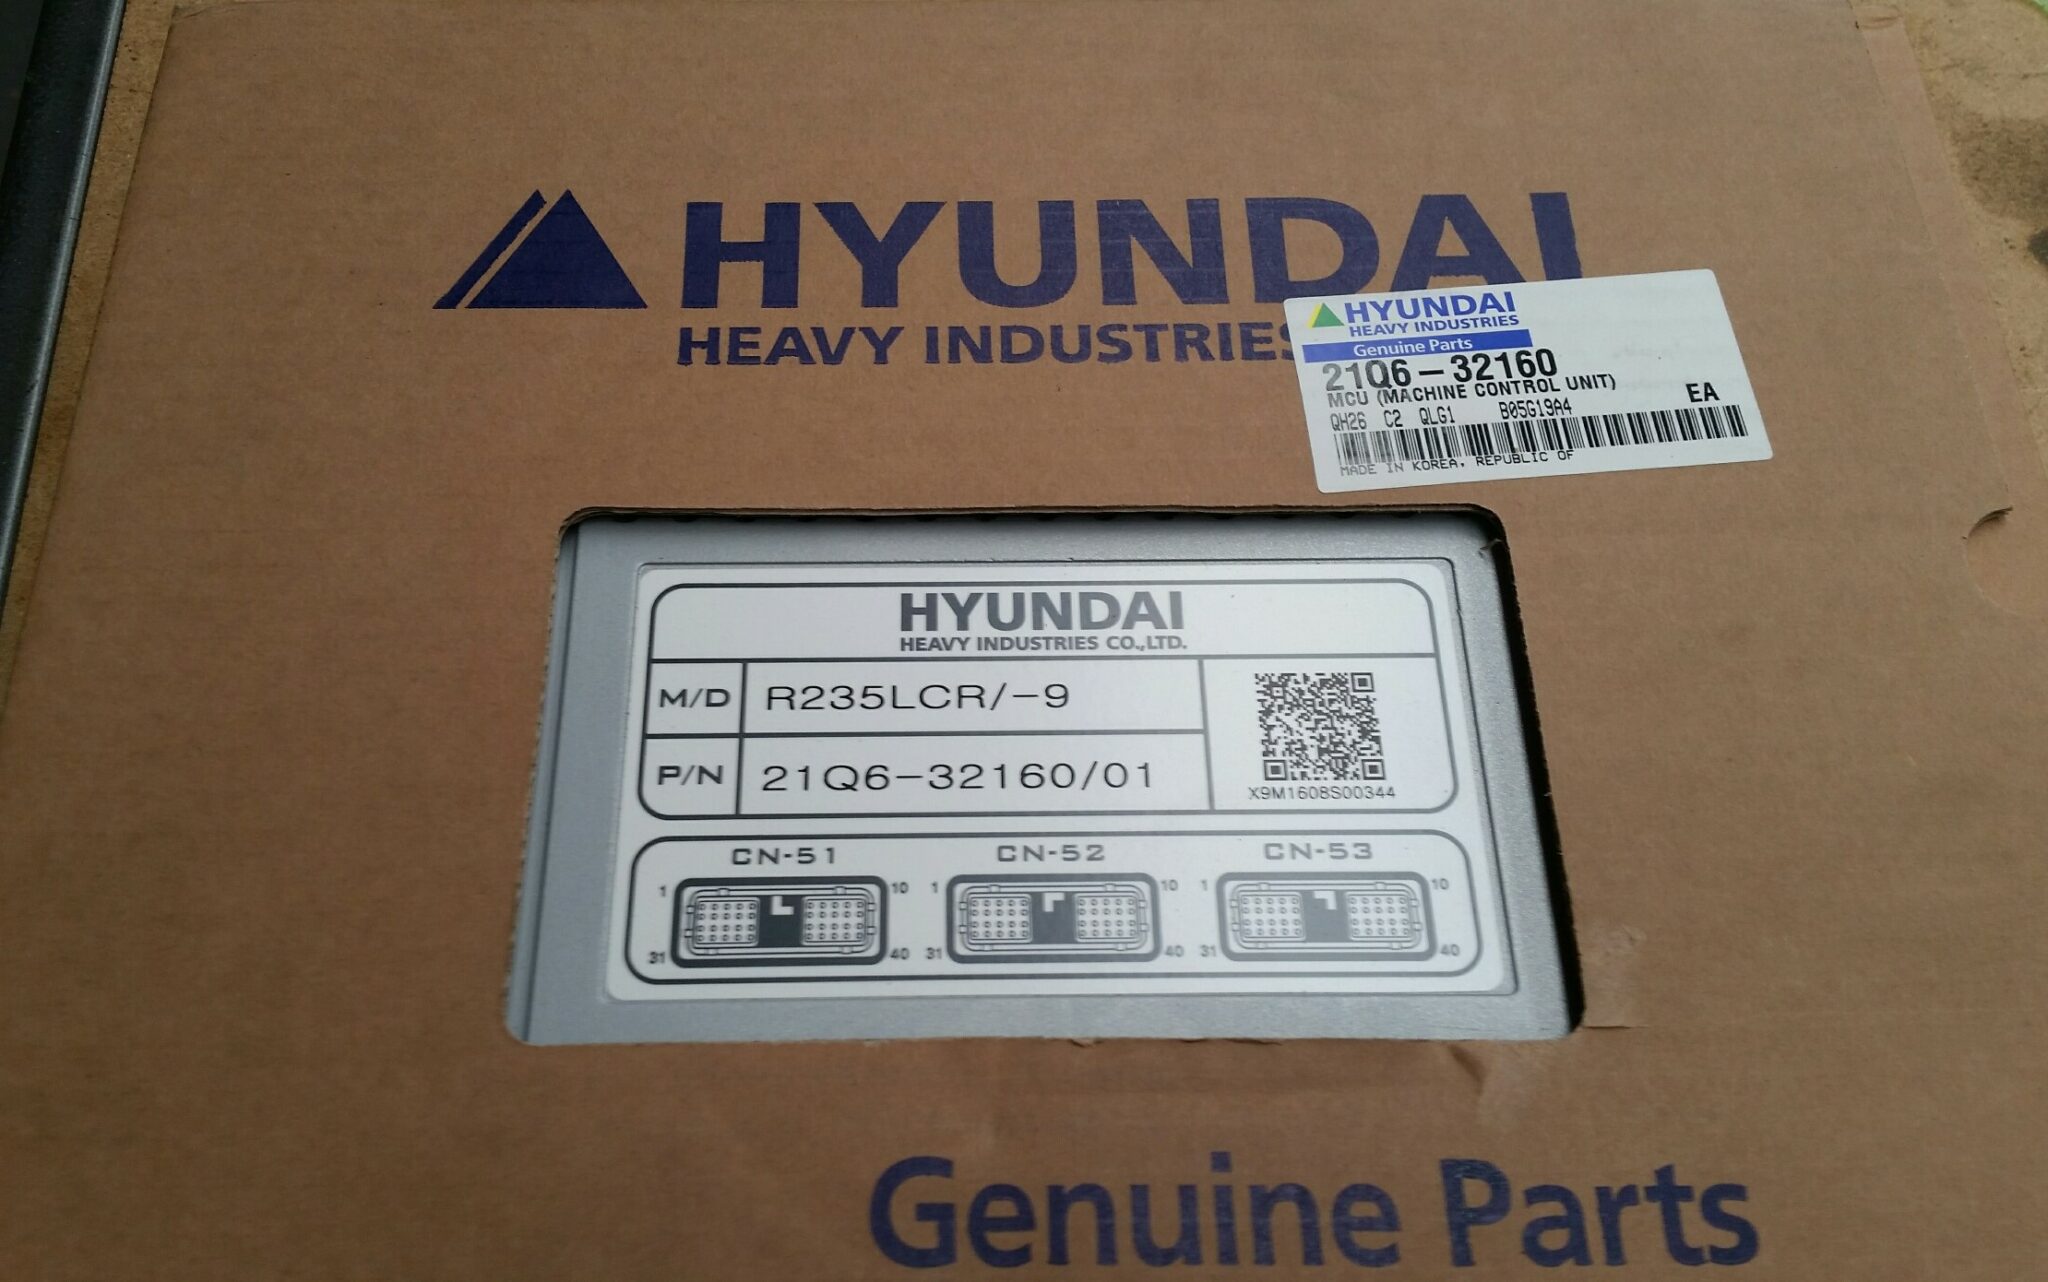 HYUNDAI
HEAVY INDUSTRIES
HYUNDAI
HEAVY INDUSTRIES
Genuine Parts
21Q6-32160
MCU (MACHINE CONTROL UNIT)
EA
QH26 C2 QLG1 B05G19A4
MADE IN KOREA, REPUBLIC OF
HYUNDAI
HEAVY INDUSTRIES CO.,LTD.
M/D R235LCR/-9
P/N 21Q6-32160/01
X9M1608S00344
CN-51 CN-52 CN-53
1 10 1 10 1 10
31 40 31 40 31 40
Genuine Parts